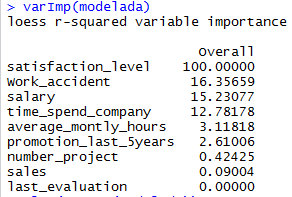 > varImp(modelada)
loess r-squared variable importance
Overall
satisfaction_level 100.00000
Work_accident 16.35659
salary 15.23077
time_spend_company 12.78178
average_montly_hours 3.11818
promotion_last_5years 2.61006
number_project 0.42425
sales 0.09004
last_evaluation 0.00000